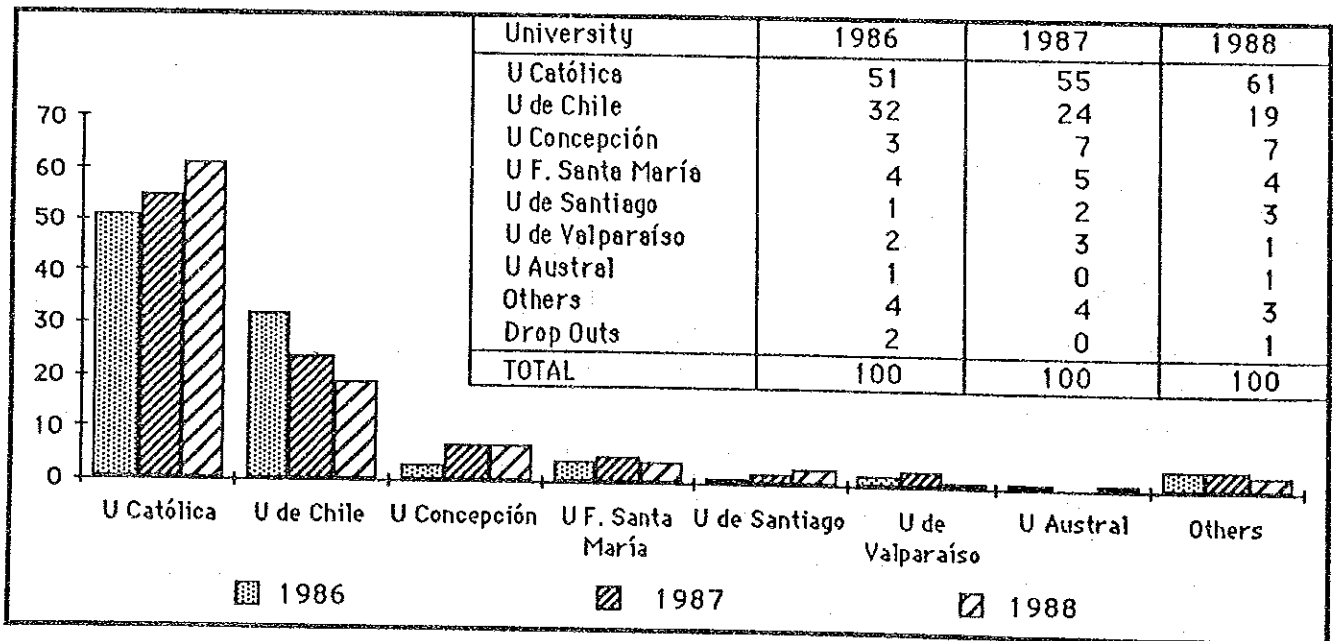 University 1986 1987 1988
U Católica 51 55 61
U de Chile 32 24 19
U Concepción 3 7 7
U F. Santa María 4 5 4
U de Santiago 1 2 3
U de Valparaíso 2 3 1
U Austral 1 0 1
Others 4 4 3
Drop Outs 2 0 1
TOTAL 100 100 100
70
60
50
40
30
20
10
0
U Católica U de Chile U Concepción U F. Santa María U de Santiago U de Valparaíso U Austral Others
1986 1987 1988